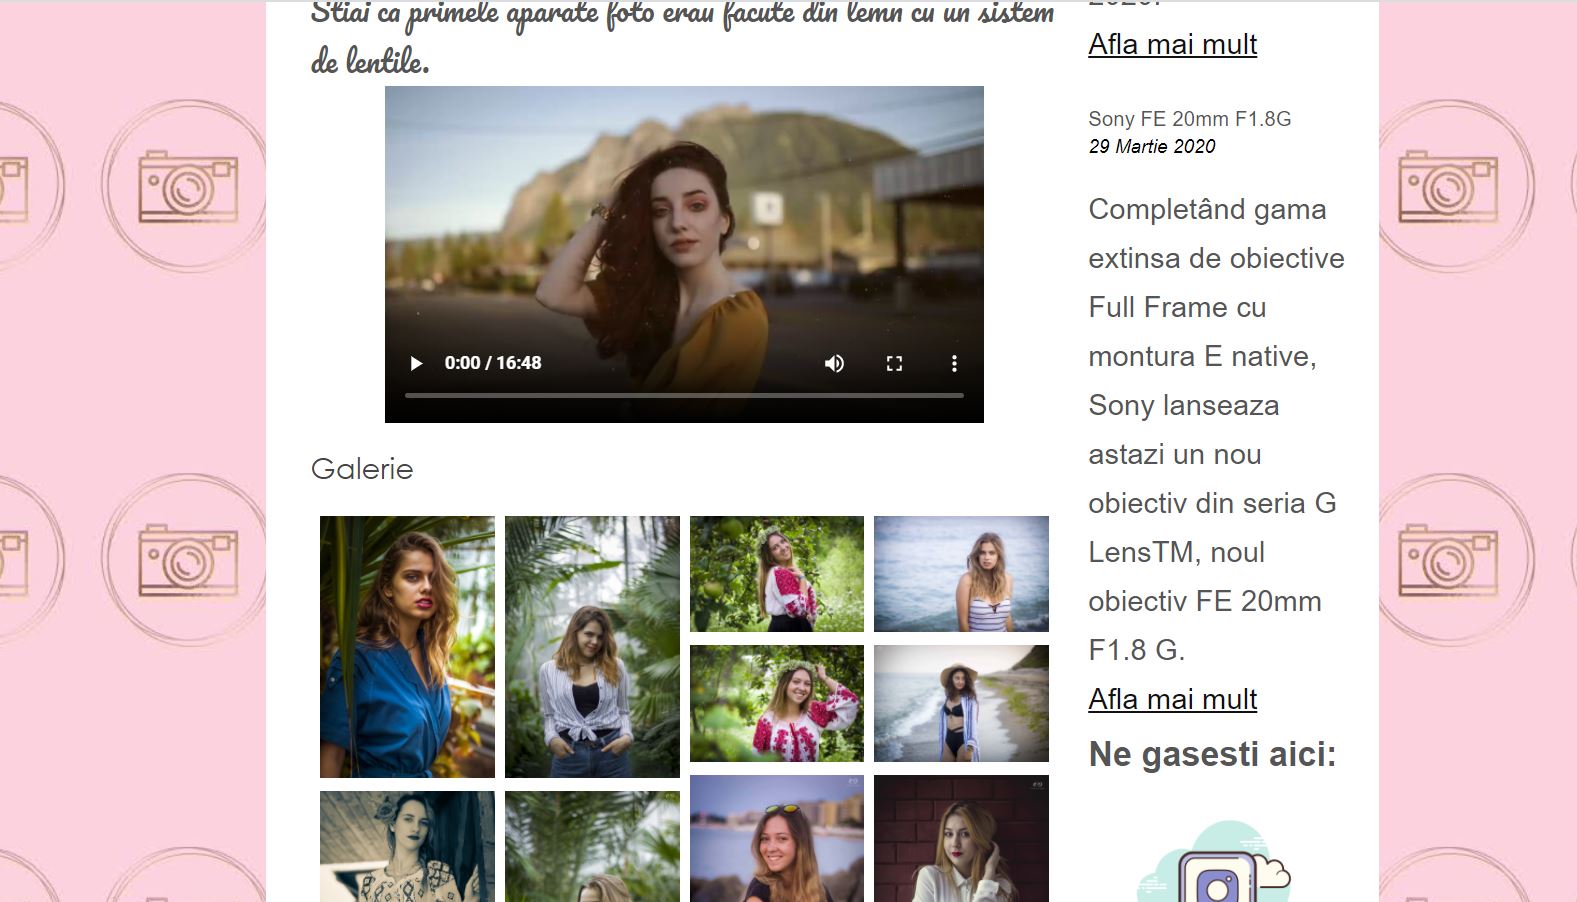 Stiai ca primele aparate foto erau facute din lemn cu un sistem
de lentile.
0:00 / 16:48
Galerie
2020.
Afla mai mult
Sony FE 20mm F1.8G
29 Martie 2020
Completând gama
extinsa de obiective
Full Frame cu
montura E native,
Sony lanseaza
astazi un nou
obiectiv din seria G
LensTM, noul
obiectiv FE 20mm
F1.8 G.
Afla mai mult
Ne gasesti aici: